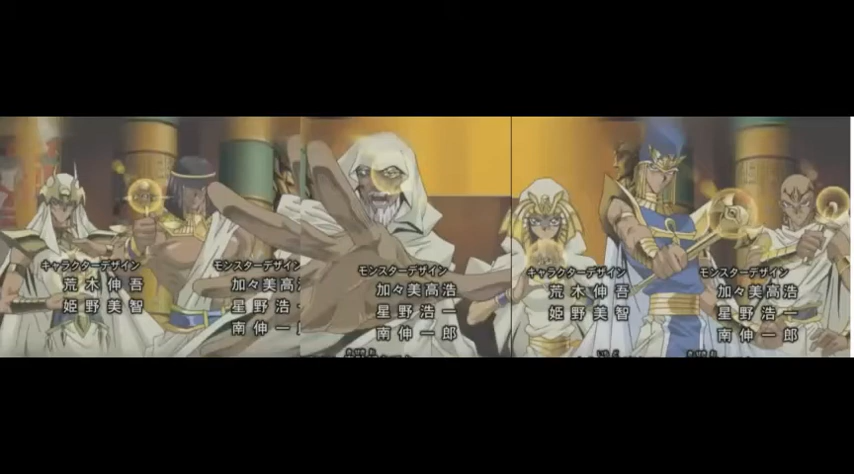 キャラクターデザイン
荒木伸吾
姫野美智
モンスターデザイン
加々美高浩
星野浩一
南伸一
モンスターデザイン
加々美高浩
星野浩一
南伸一郎
キャラクターデザイン
荒木伸吾
姫野美智
モンスターデザイン
加々美高浩
星野浩一
南伸一郎